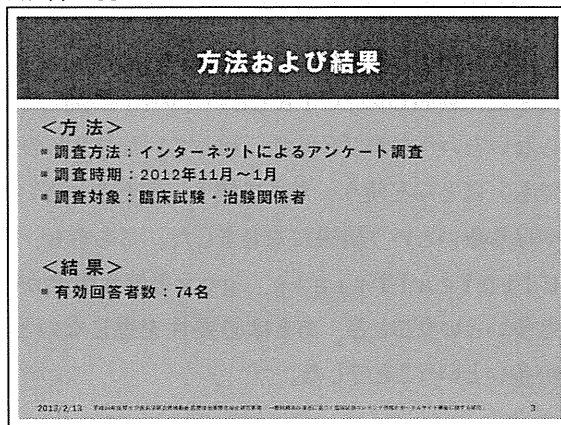 方法および結果
＜方 法＞
■ 調査方法：インターネットによるアンケート調査
■ 調査時期：2012年11月～1月
■ 調査対象：臨床試験・治験関係者
＜結 果＞
■ 有効回答者数：74名
2013/2/13
3